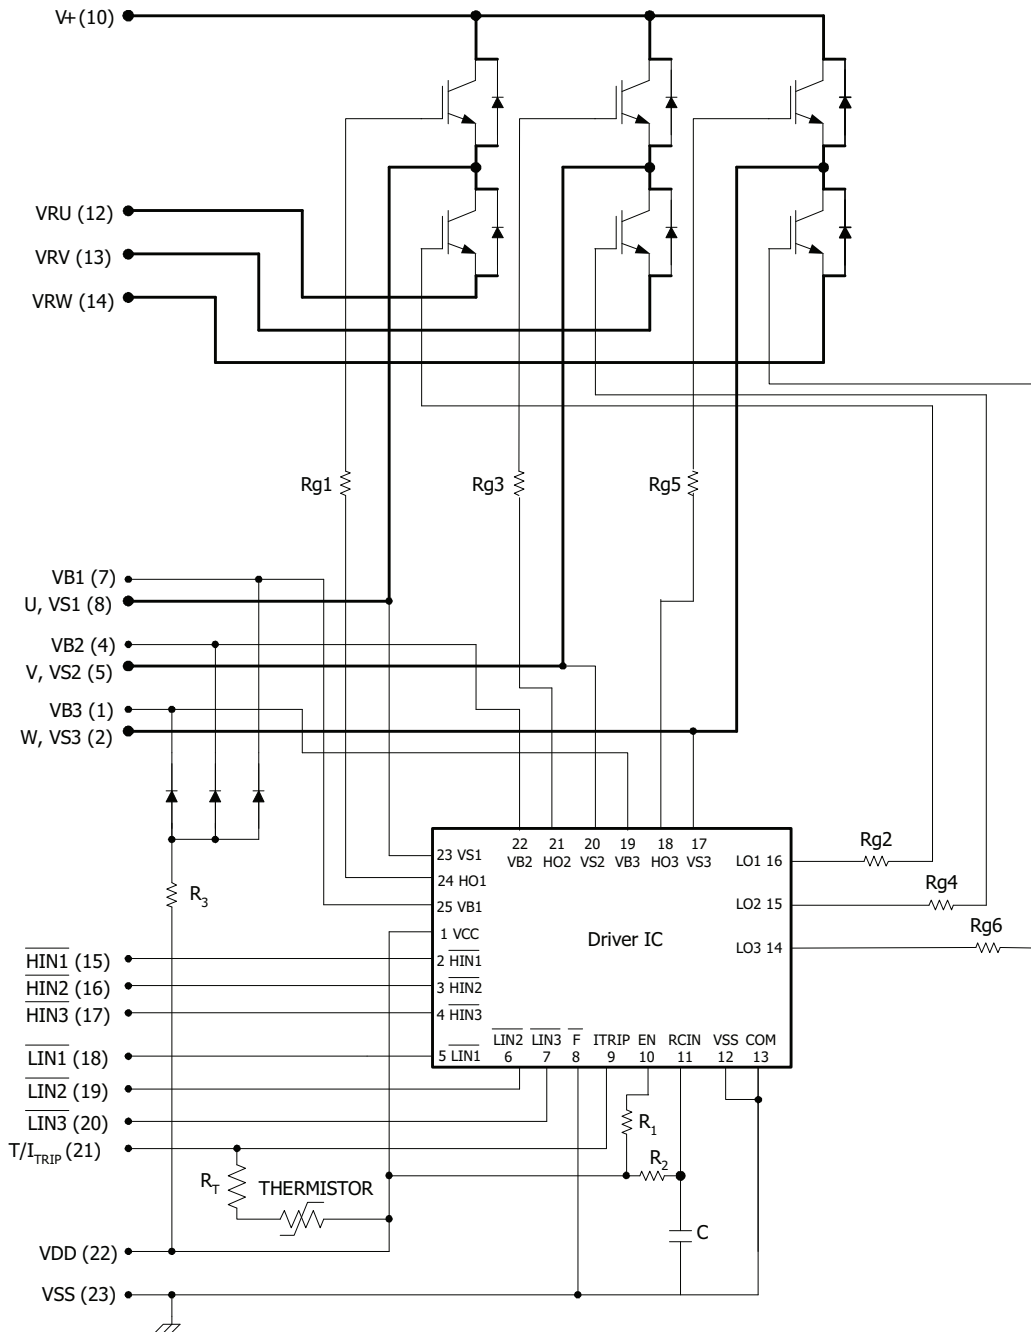 V+ (10)
VRU (12)
VRV (13)
VRW (14)
Rg1
Rg3
Rg5
VB1 (7)
U, VS1 (8)
VB2 (4)
V, VS2 (5)
VB3 (1)
W, VS3 (2)
22 21 20 19 18 17
VB2 HO2 VS2 VB3 HO3 VS3
23 VS1
24 HO1
25 VB1
1 VCC
2 HIN1
3 HIN2
4 HIN3
5 LIN1
LO1 16
LO2 15
LO3 14
Rg2
Rg4
Rg6
Driver IC
R3
HIN1 (15)
HIN2 (16)
HIN3 (17)
LIN1 (18)
LIN2 (19)
LIN3 (20)
T/ITRIP (21)
LIN2 LIN3 F ITRIP EN RCIN VSS COM
6 7 8 9 10 11 12 13
R1
R2
RT
THERMISTOR
C
VDD (22)
VSS (23)